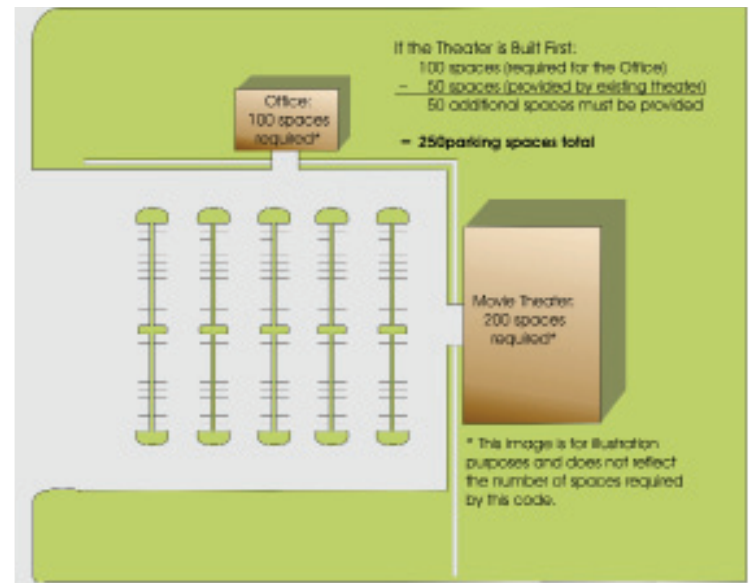 If the Theater is Built First:
100 spaces (required for the Office)
- 50 spaces (provided by existing theater)
50 additional spaces must be provided
= 250parking spaces total
Office:
100 spaces
required*
Movie Theater:
200 spaces
required*
* This image is for illustration
purposes and does not reflect
the number of spaces required
by this code.